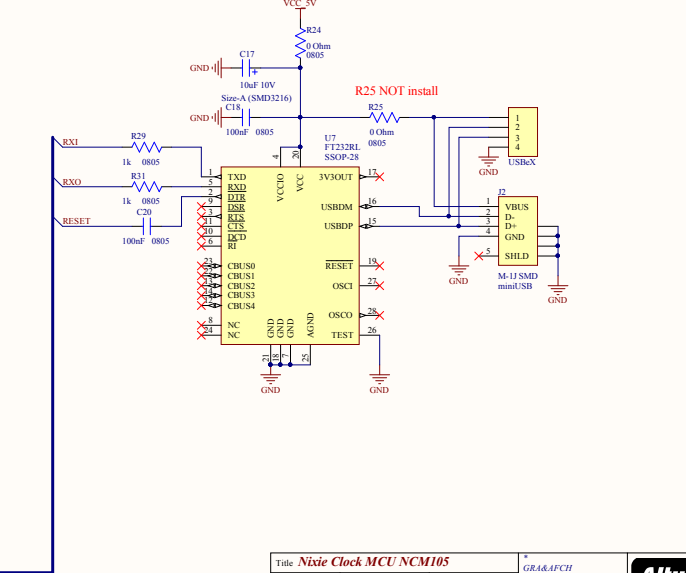 VCC_5V
R24
0 Ohm
0805
C17
GND
10uF 10V
Size-A (SMD3216)
C18
GND
100nF 0805
R25 NOT install
R25
0 Ohm
0805
1
2
3
4
USBeX
GND
U7
FT232RL
SSOP-28
RXI
R29
1k 0805
RXO
R31
1k 0805
RESET
C20
100nF 0805
4
20
VCCIO
VCC
1
TXD
5
RXD
2
DTR
9
DSR
3
RTS
11
CTS
10
DCD
6
RI
23
CBUS0
CBUS1
CBUS2
CBUS3
CBUS4
8
NC
24
NC
3V3OUT
17
USBDM
16
USBDP
15
RESET
19
OSCI
27
OSCO
28
TEST
26
GND
GND
GND
AGND
21
18
7
25
GND
GND
J2
1
VBUS
2
D-
3
D+
4
GND
5
SHLD
M-1J SMD
miniUSB
GND
GND
Title Nixie Clock MCU NCM105
*
GRA&AFCH